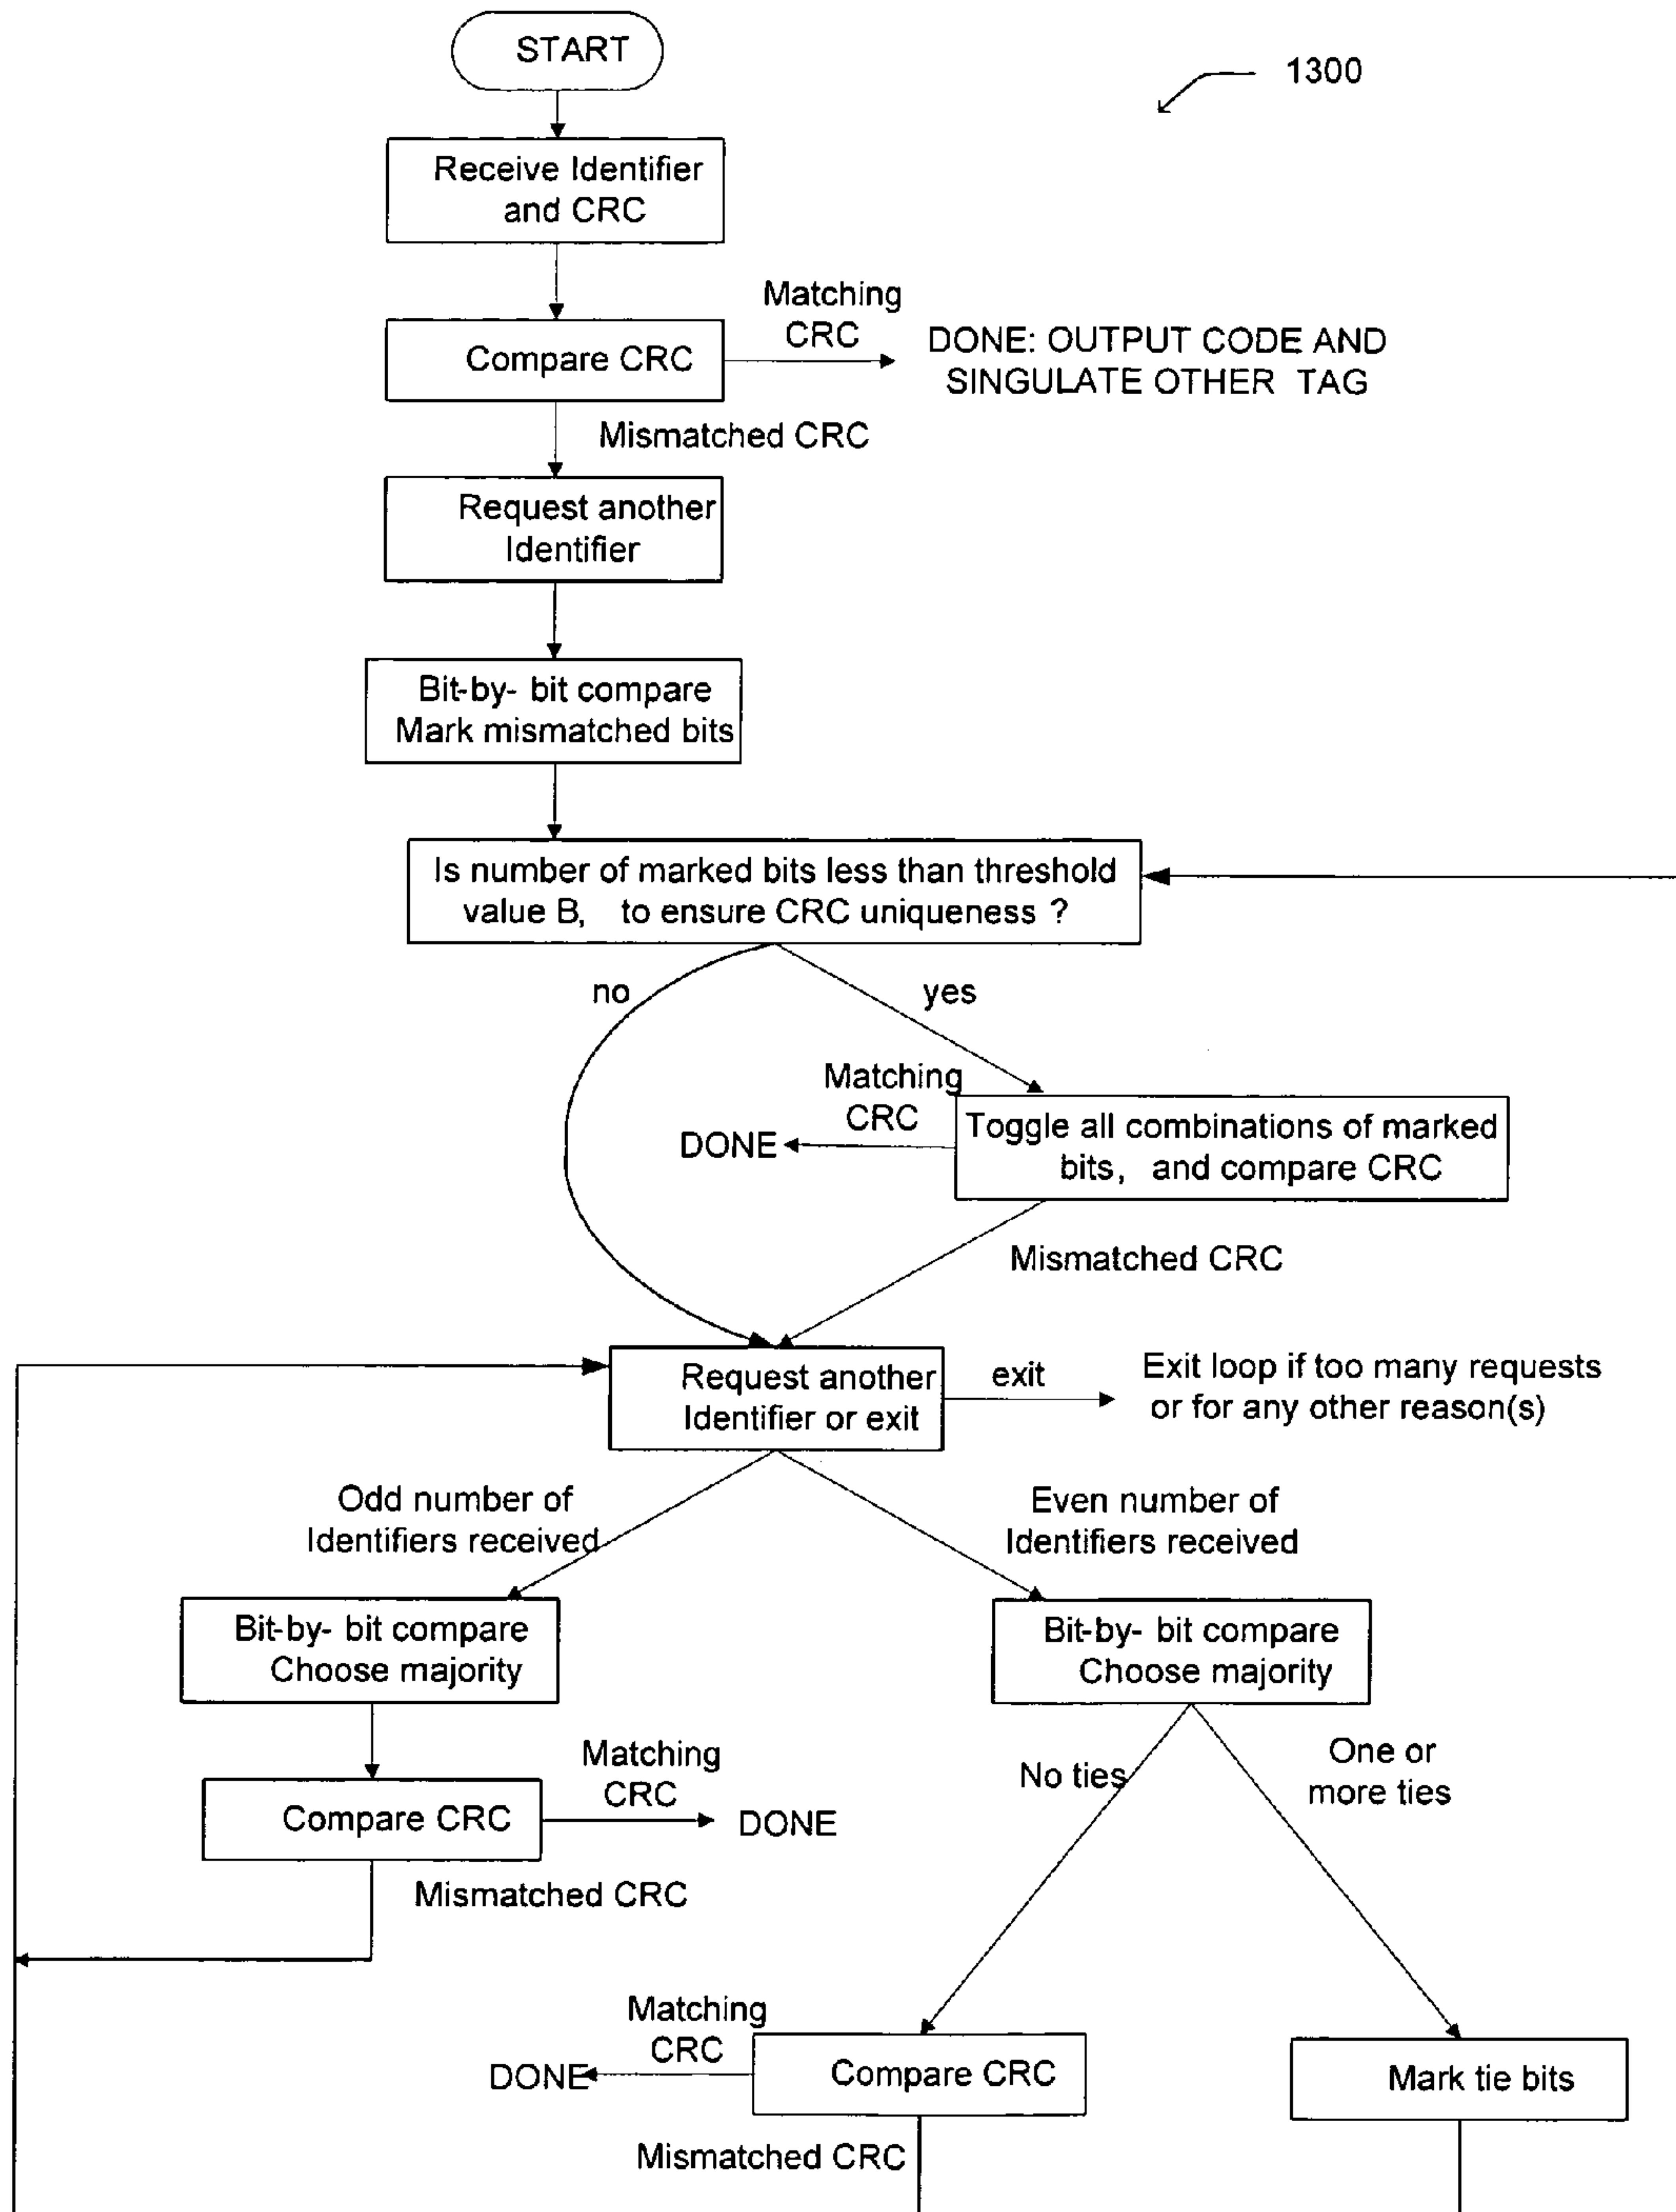 START
1300
Receive Identifier
and CRC
Matching
CRC
Compare CRC
DONE: OUTPUT CODE AND
SINGULATE OTHER TAG
Mismatched CRC
Request another
Identifier
Bit-by- bit compare
Mark mismatched bits
Is number of marked bits less than threshold
value B, to ensure CRC uniqueness ?
no
yes
Matching
CRC
DONE
Toggle all combinations of marked
bits, and compare CRC
Mismatched CRC
Request another
Identifier or exit
exit
Exit loop if too many requests
or for any other reason(s)
Odd number of
Identifiers received
Even number of
Identifiers received
Bit-by- bit compare
Choose majority
Bit-by- bit compare
Choose majority
Matching
CRC
Compare CRC
DONE
Mismatched CRC
No ties
One or
more ties
Matching
CRC
DONE
Compare CRC
Mark tie bits
Mismatched CRC